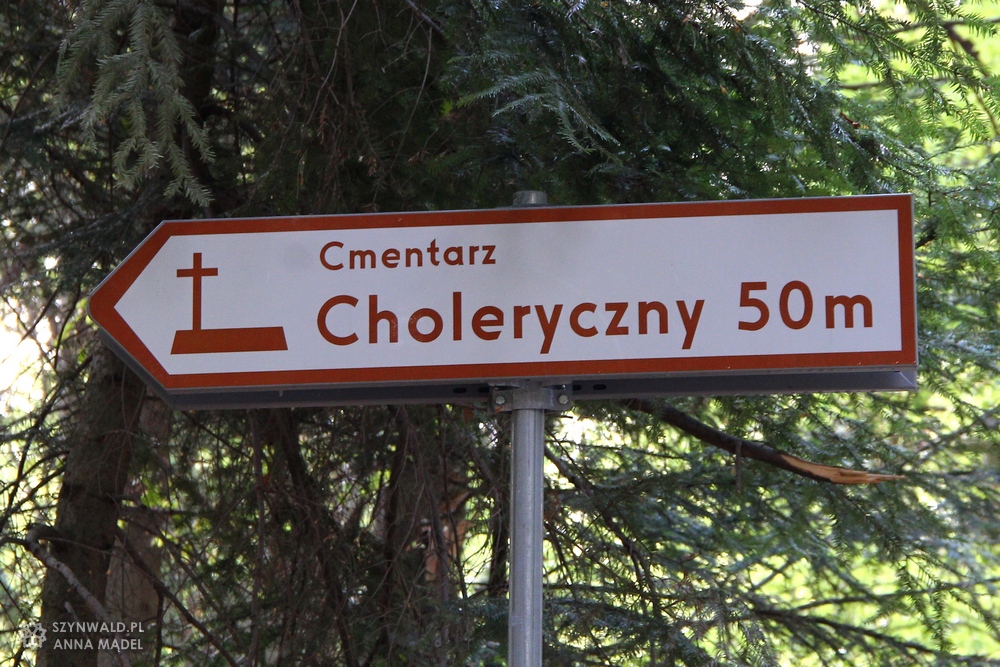 Cmentarz
Choleryczny 50m
SZYNWALD.PL
ANNA MĄDEL